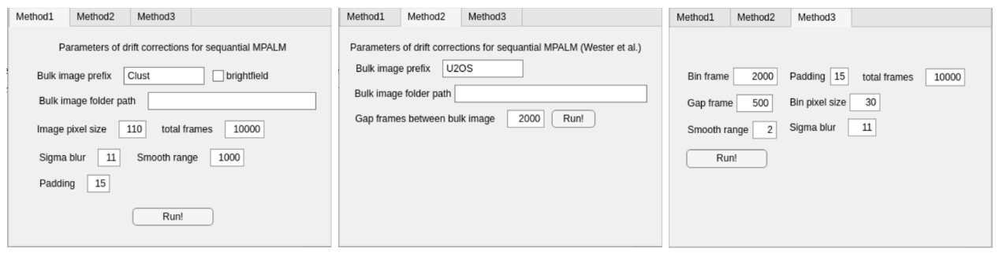 Method1 Method2 Method3
Parameters of drift corrections for sequantial MPALM
Bulk image prefix Clust brightfield
Bulk image folder path
Image pixel size 110 total frames 10000
Sigma blur 11 Smooth range 1000
Padding 15
Run!
Method1 Method2 Method3
Parameters of drift corrections for sequantial MPALM (Wester et al.)
Bulk image prefix U2OS
Bulk image folder path
Gap frames between bulk image 2000 Run!
Method1 Method2 Method3
Bin frame 2000 Padding 15 total frames 10000
Gap frame 500 Bin pixel size 30
Smooth range 2 Sigma blur 11
Run!